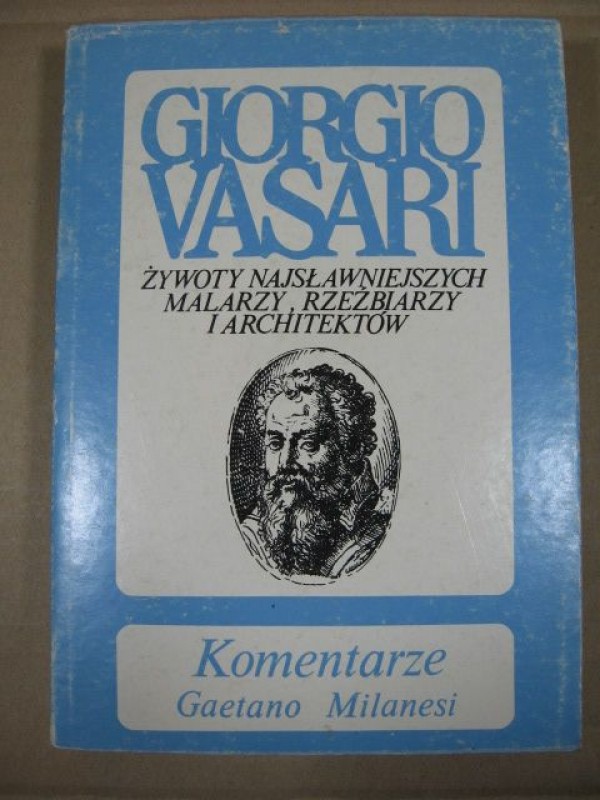 GIORGIO
VASARI
ŻYWOTY NAJSŁAWNIEJSZYCH
MALARZY, RZEŹBIARZY
I ARCHITEKTÓW
Komentarze
Gaetano Milanesi